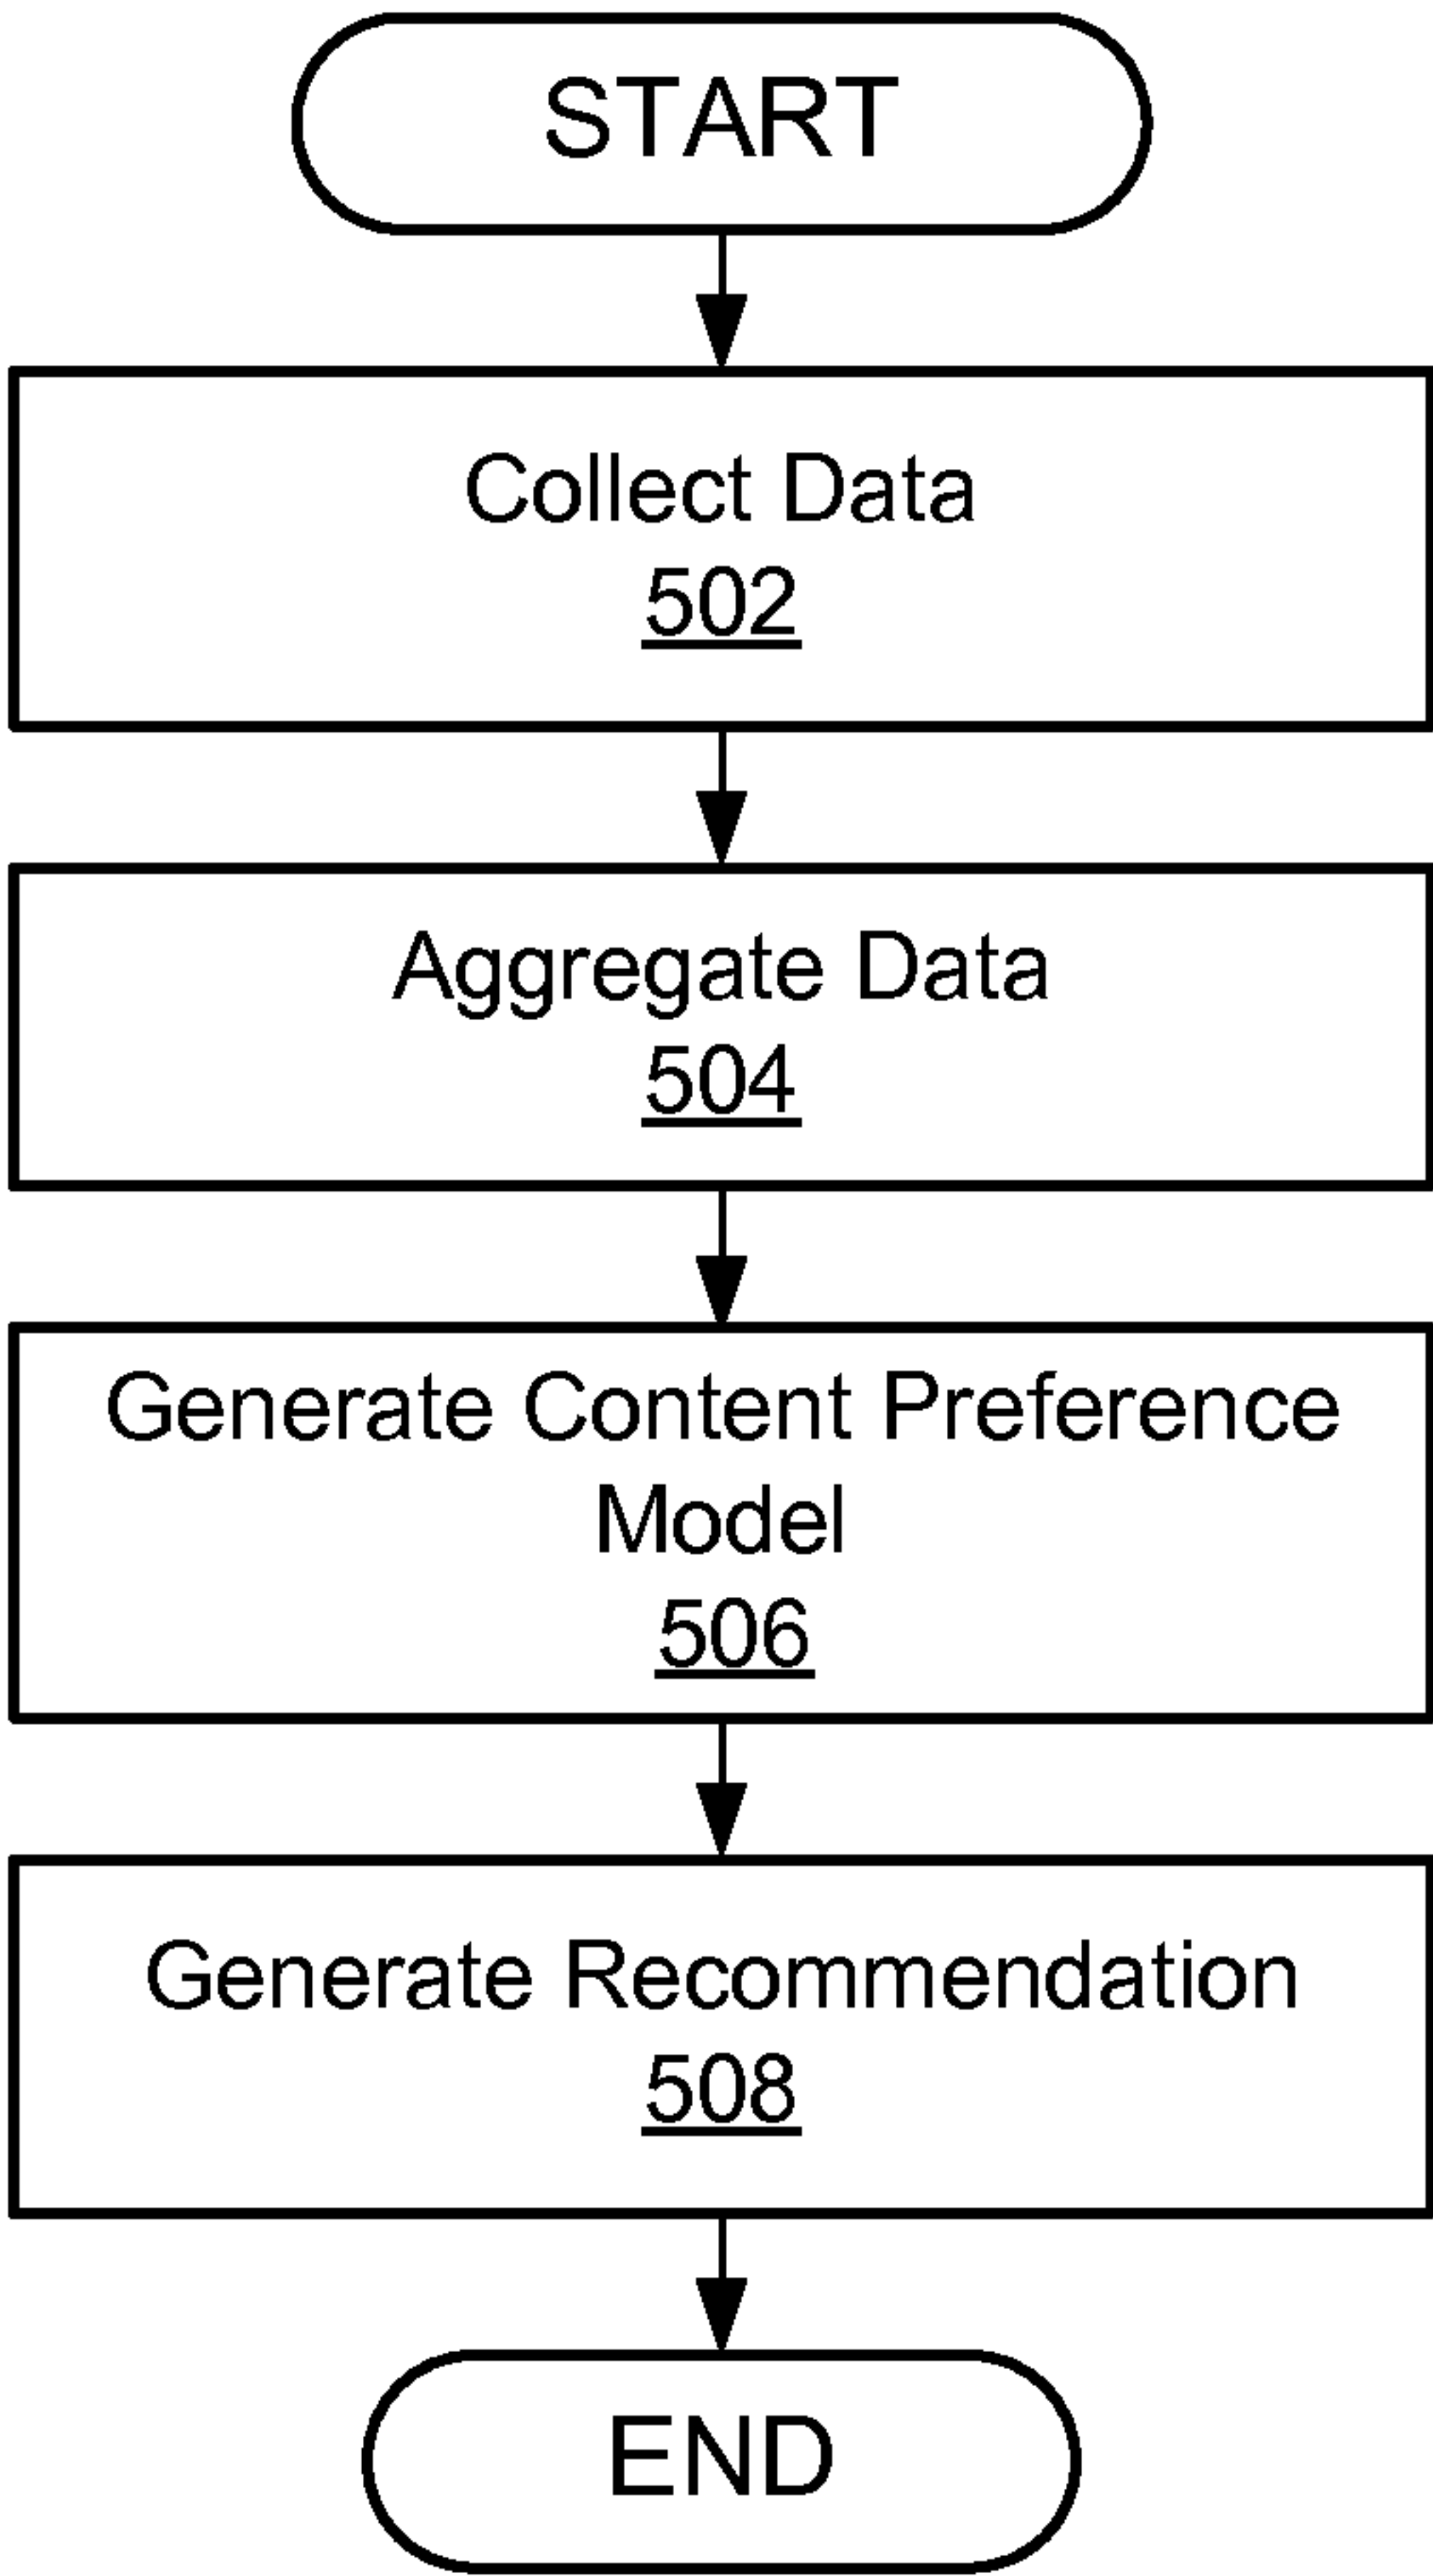 START
Collect Data
502
Aggregate Data
504
Generate Content Preference
Model
506
Generate Recommendation
508
END